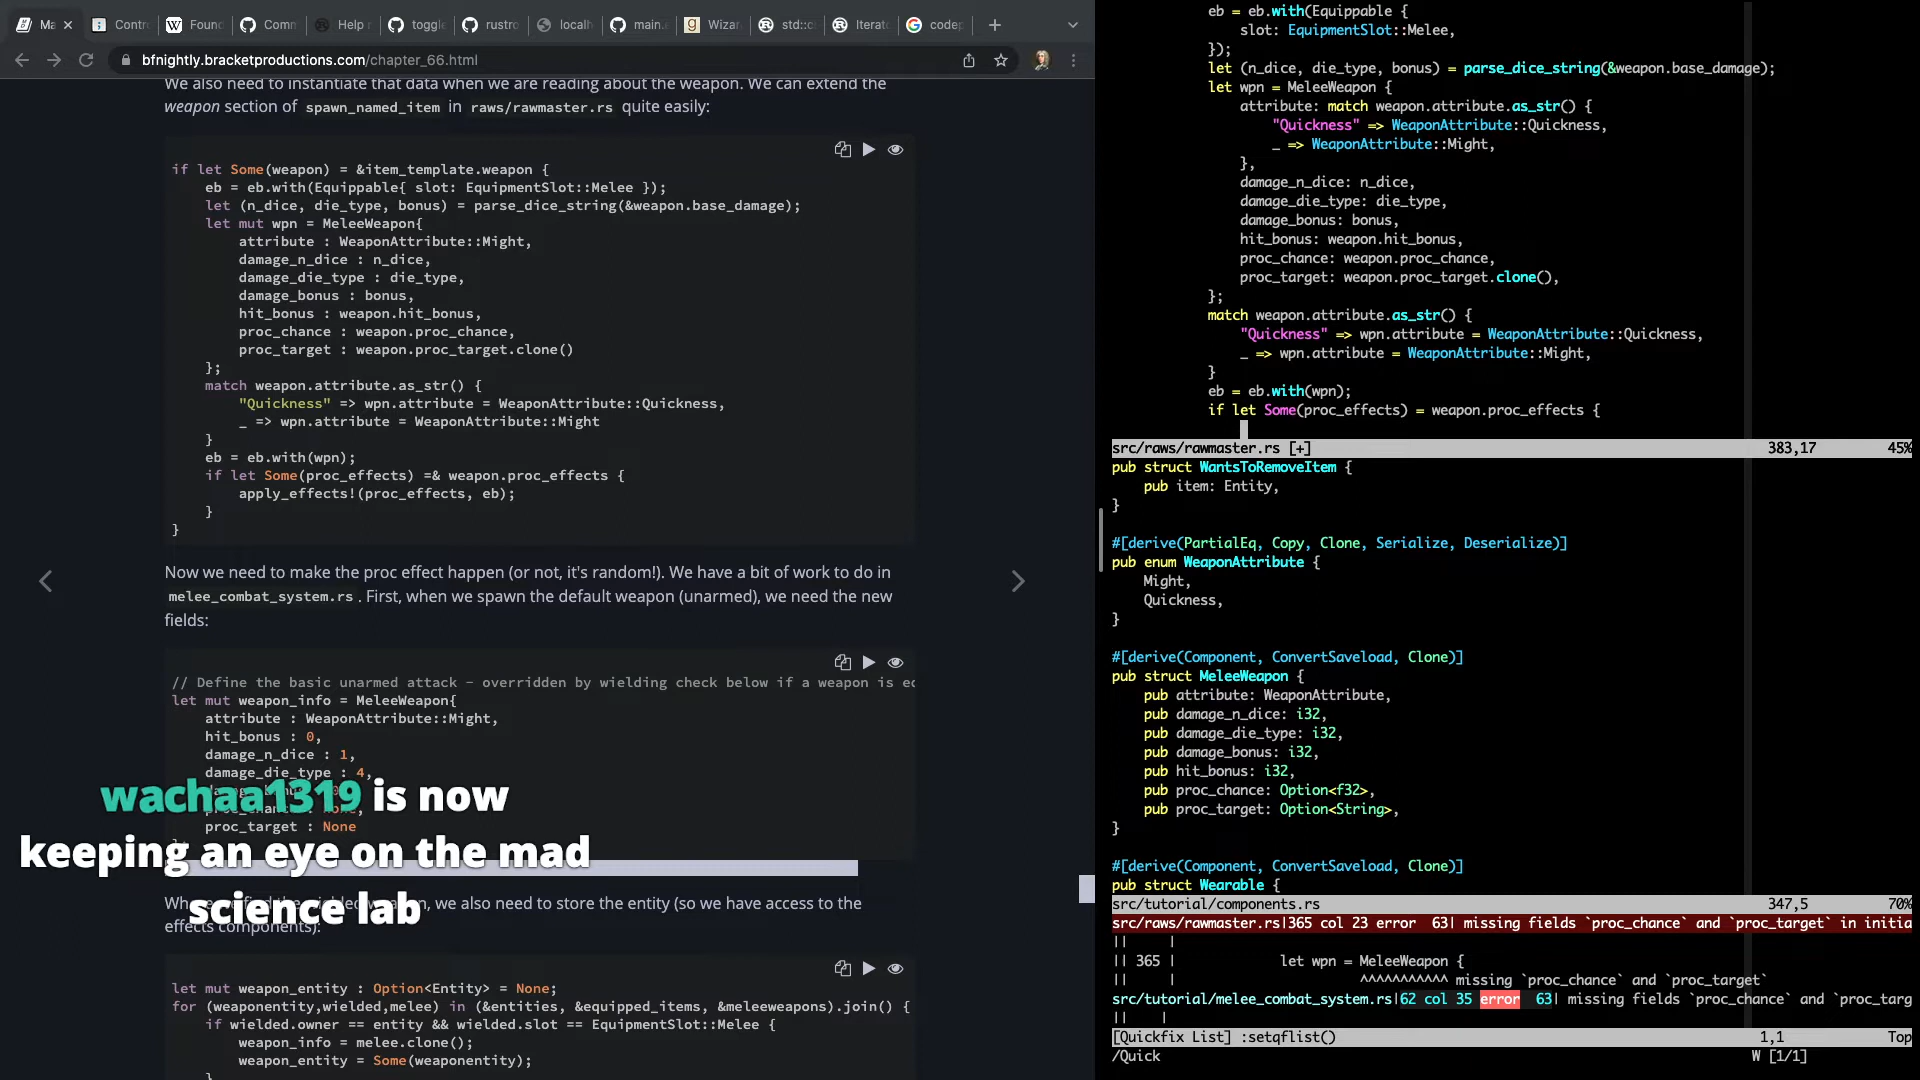 Ma
Contr
Foun
Comm
Help
toggl
rustro
localh
main.
Wizar
std::c
Iterat
codep
bfnightly.bracketproductions.com/chapter_66.html
We also need to instantiate that data when we are reading about the weapon. We can extend the
weapon section of spawn_named_item in raws/rawmaster.rs quite easily:
if let Some(weapon) = &item_template.weapon {
eb = eb.with(Equippable{ slot: EquipmentSlot::Melee });
let (n_dice, die_type, bonus) = parse_dice_string(&weapon.base_damage);
let mut wpn = MeleeWeapon{
attribute : WeaponAttribute::Might,
damage_n_dice : n_dice,
damage_die_type : die_type,
damage_bonus : bonus,
hit_bonus : weapon.hit_bonus,
proc_chance : weapon.proc_chance,
proc_target : weapon.proc_target.clone()
};
match weapon.attribute.as_str() {
"Quickness" => wpn.attribute = WeaponAttribute::Quickness,
_ => wpn.attribute = WeaponAttribute::Might
}
eb = eb.with(wpn);
if let Some(proc_effects) =& weapon.proc_effects {
apply_effects!(proc_effects, eb);
}
}
Now we need to make the proc effect happen (or not, it's random!). We have a bit of work to do in
melee_combat_system.rs. First, when we spawn the default weapon (unarmed), we need the new
fields:
// Define the basic unarmed attack - overridden by wielding check below if a weapon is eq
let mut weapon_info = MeleeWeapon{
attribute : WeaponAttribute::Might,
hit_bonus : 0,
damage_n_dice : 1,
damage_die_type : 4,
proc_target : None
wachaa1319 is now
keeping an eye on the mad
science lab
we also need to store the entity (so we have access to the
effects components):
let mut weapon_entity : Option<Entity> = None;
for (weaponentity,wielded,melee) in (&entities, &equipped_items, &meleeweapons).join() {
if wielded.owner == entity && wielded.slot == EquipmentSlot::Melee {
weapon_info = melee.clone();
weapon_entity = Some(weaponentity);
}
eb = eb.with(Equippable {
slot: EquipmentSlot::Melee,
});
let (n_dice, die_type, bonus) = parse_dice_string(&weapon.base_damage);
let wpn = MeleeWeapon {
attribute: match weapon.attribute.as_str() {
"Quickness" => WeaponAttribute::Quickness,
_ => WeaponAttribute::Might,
},
damage_n_dice: n_dice,
damage_die_type: die_type,
damage_bonus: bonus,
hit_bonus: weapon.hit_bonus,
proc_chance: weapon.proc_chance,
proc_target: weapon.proc_target.clone(),
};
match weapon.attribute.as_str() {
"Quickness" => wpn.attribute = WeaponAttribute::Quickness,
_ => wpn.attribute = WeaponAttribute::Might,
}
eb = eb.with(wpn);
if let Some(proc_effects) = weapon.proc_effects {
src/raws/rawmaster.rs [+] 383,17 45%
pub struct WantsToRemoveItem {
pub item: Entity,
}
#[derive(PartialEq, Copy, Clone, Serialize, Deserialize)]
pub enum WeaponAttribute {
Might,
Quickness,
}
#[derive(Component, ConvertSaveload, Clone)]
pub struct MeleeWeapon {
pub attribute: WeaponAttribute,
pub damage_n_dice: i32,
pub damage_die_type: i32,
pub damage_bonus: i32,
pub hit_bonus: i32,
pub proc_chance: Option<f32>,
pub proc_target: Option<String>,
}
#[derive(Component, ConvertSaveload, Clone)]
pub struct Wearable {
src/tutorial/components.rs 347,5 70%
src/raws/rawmaster.rs|365 col 23 error 63| missing fields `proc_chance` and `proc_target` in initia
|| |
|| 365 | let wpn = MeleeWeapon {
|| | ^^^^^^^^^^^ missing `proc_chance` and `proc_target`
src/tutorial/melee_combat_system.rs|62 col 35 error 63| missing fields `proc_chance` and `proc_targ
|| |
[Quickfix List] :setqflist() 1,1 Top
/Quick W [1/1]